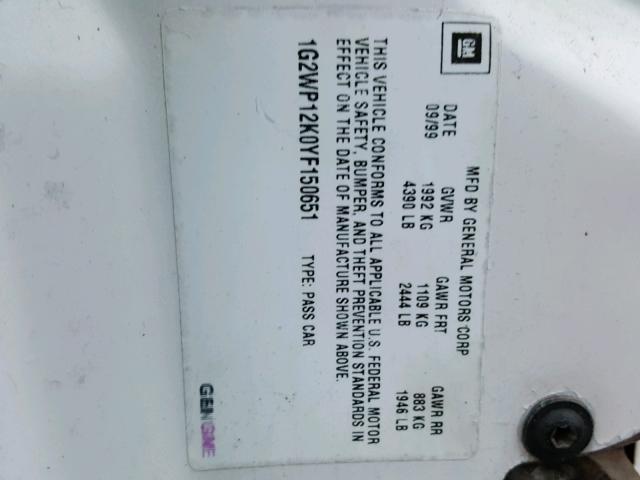 GM
MFD BY GENERAL MOTORS CORP
DATE GVWR GAWR FRT GAWR RR
09/99 1992 KG 1109 KG 883 KG
4390 LB 2444 LB 1946 LB
THIS VEHICLE CONFORMS TO ALL APPLICABLE U.S. FEDERAL MOTOR
VEHICLE SAFETY, BUMPER, AND THEFT PREVENTION STANDARDS IN
EFFECT ON THE DATE OF MANUFACTURE SHOWN ABOVE.
1G2WP12K0YF150651 TYPE: PASS CAR